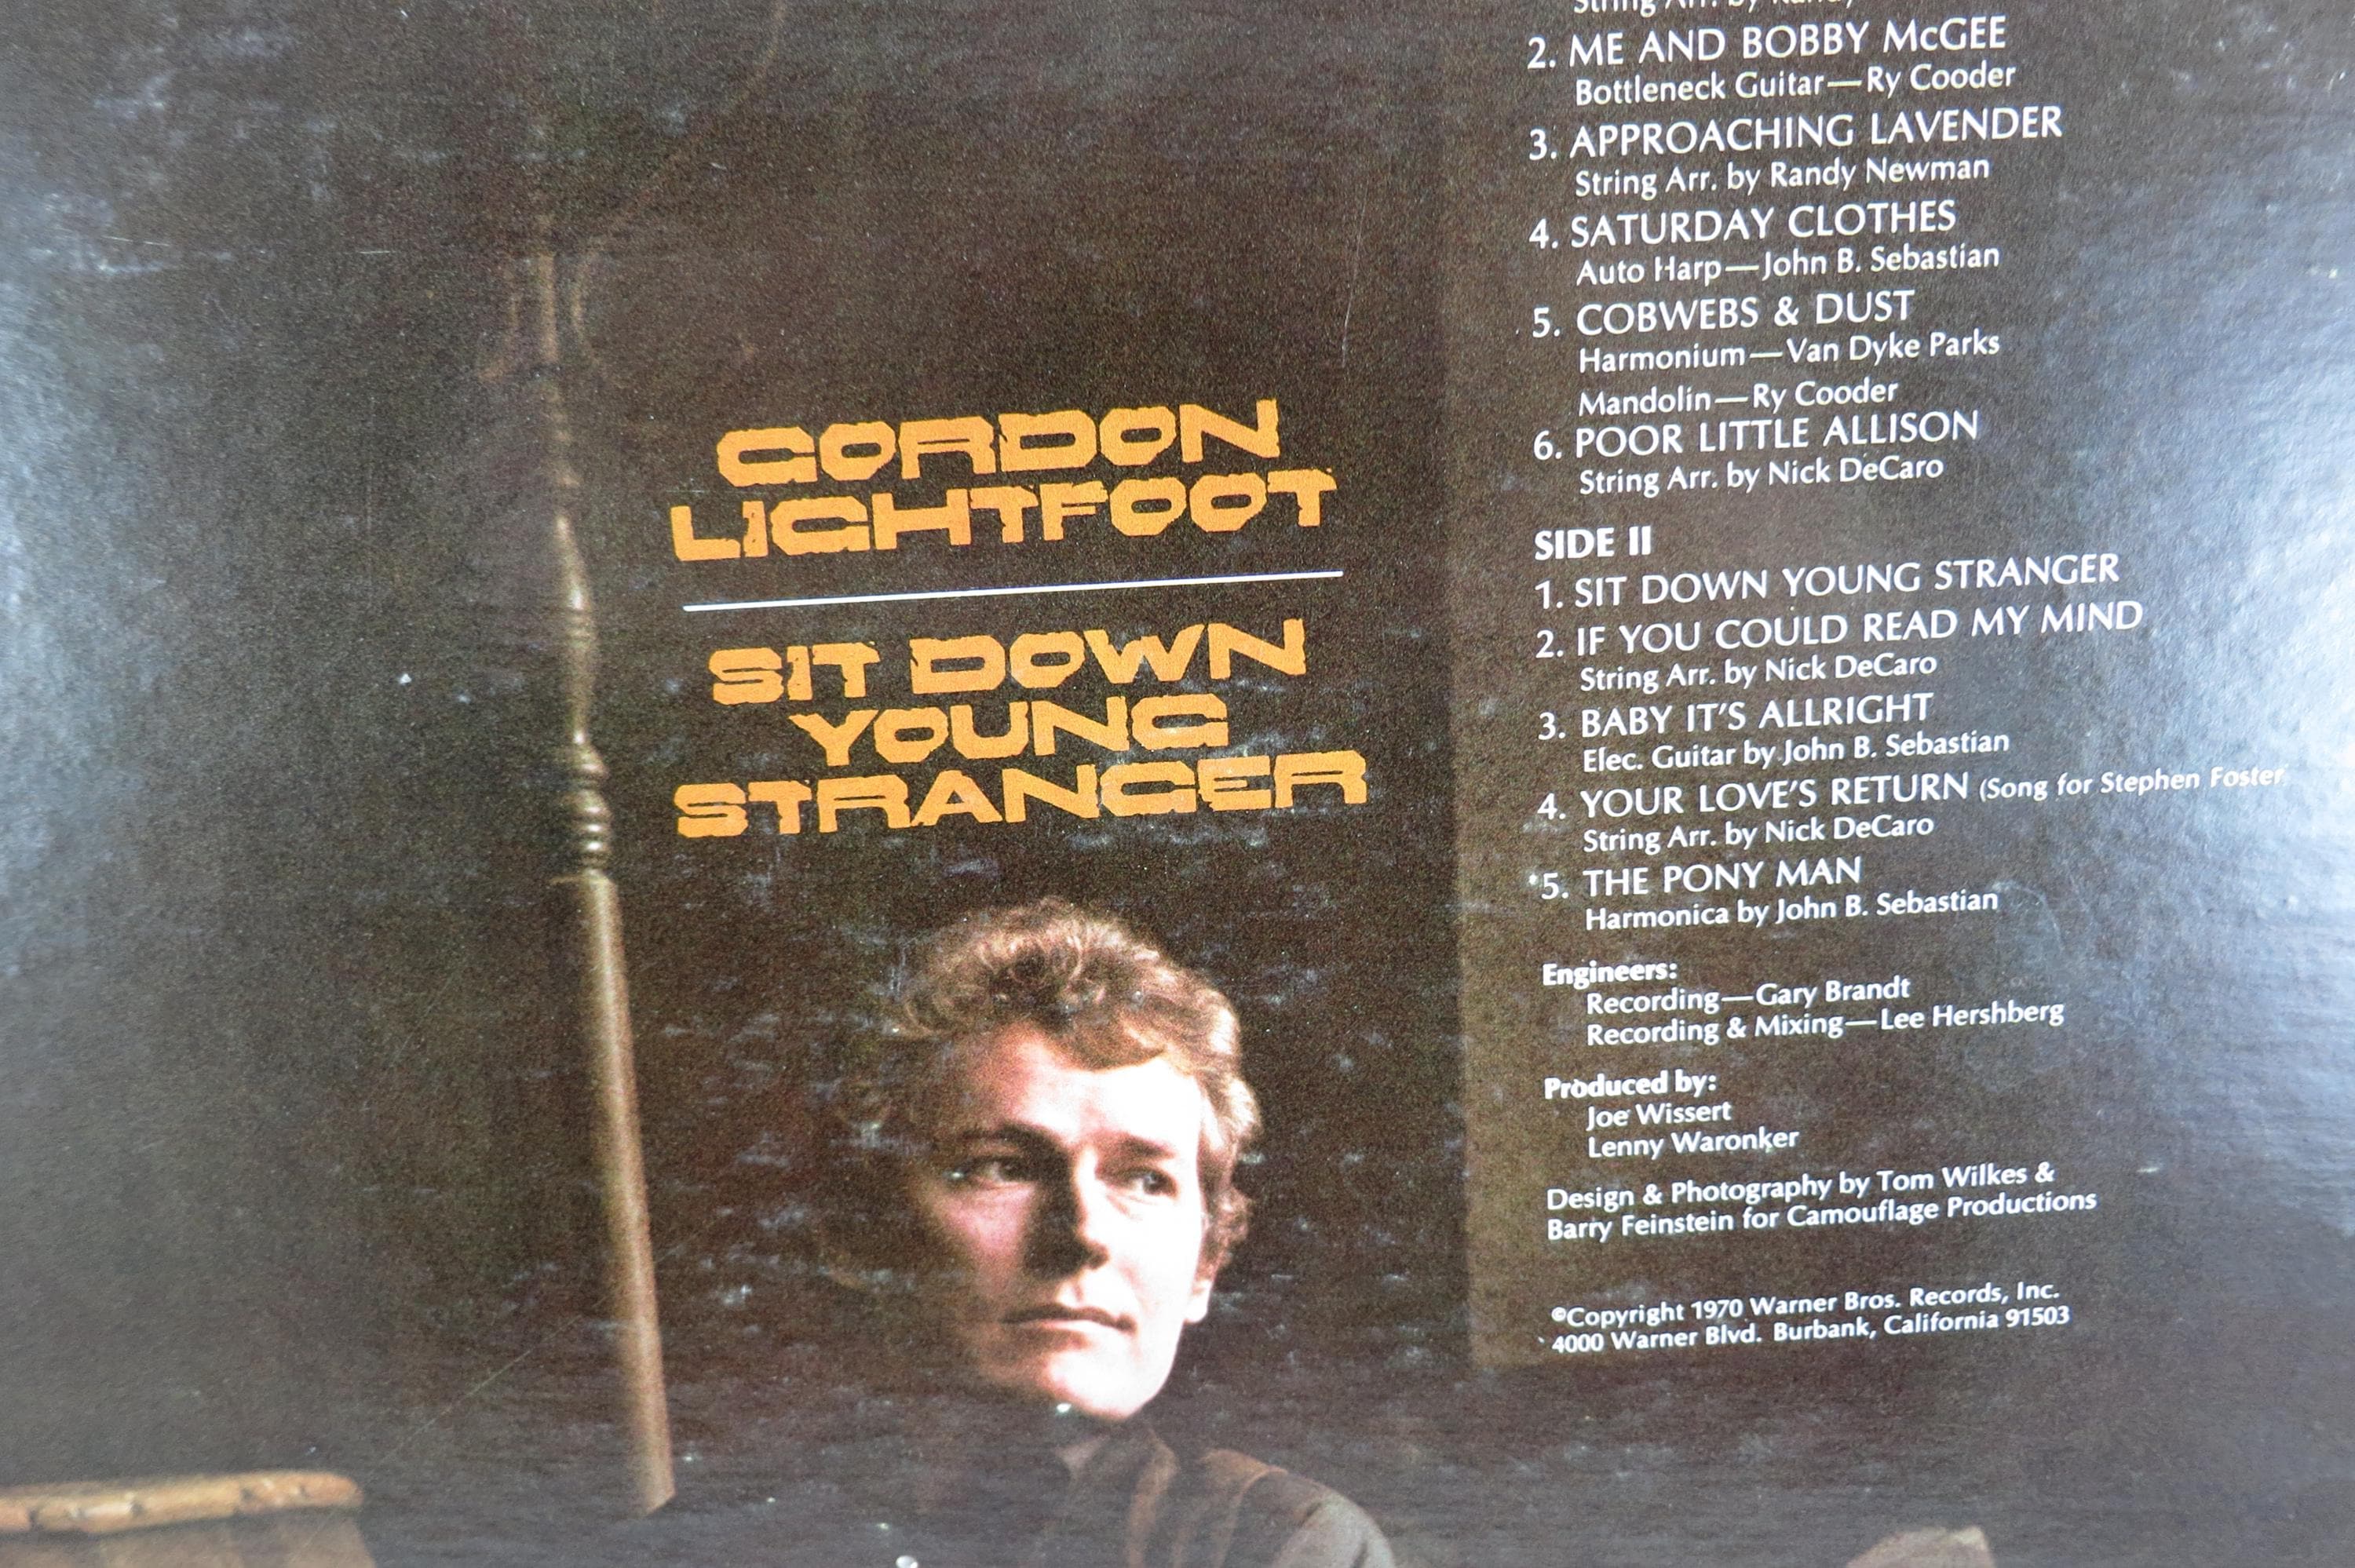 GORDON
LIGHTFOOT
SIT DOWN
YOUNG
STRANGER
String Arr. by Randy
2. ME AND BOBBY McGEE
Bottleneck Guitar—Ry Cooder
3. APPROACHING LAVENDER
String Arr. by Randy Newman
4. SATURDAY CLOTHES
Auto Harp—John B. Sebastian
5. COBWEBS & DUST
Harmonium—Van Dyke Parks
Mandolin—Ry Cooder
6. POOR LITTLE ALLISON
String Arr. by Nick DeCaro
SIDE II
1. SIT DOWN YOUNG STRANGER
2. IF YOU COULD READ MY MIND
String Arr. by Nick DeCaro
3. BABY IT'S ALLRIGHT
Elec. Guitar by John B. Sebastian
4. YOUR LOVE'S RETURN (Song for Stephen Foster
String Arr. by Nick DeCaro
5. THE PONY MAN
Harmonica by John B. Sebastian
Engineers:
Recording—Gary Brandt
Recording & Mixing—Lee Hershberg
Produced by:
Joe Wissert
Lenny Waronker
Design & Photography by Tom Wilkes &
Barry Feinstein for Camouflage Productions
©Copyright 1970 Warner Bros. Records, Inc.
4000 Warner Blvd. Burbank, California 91503